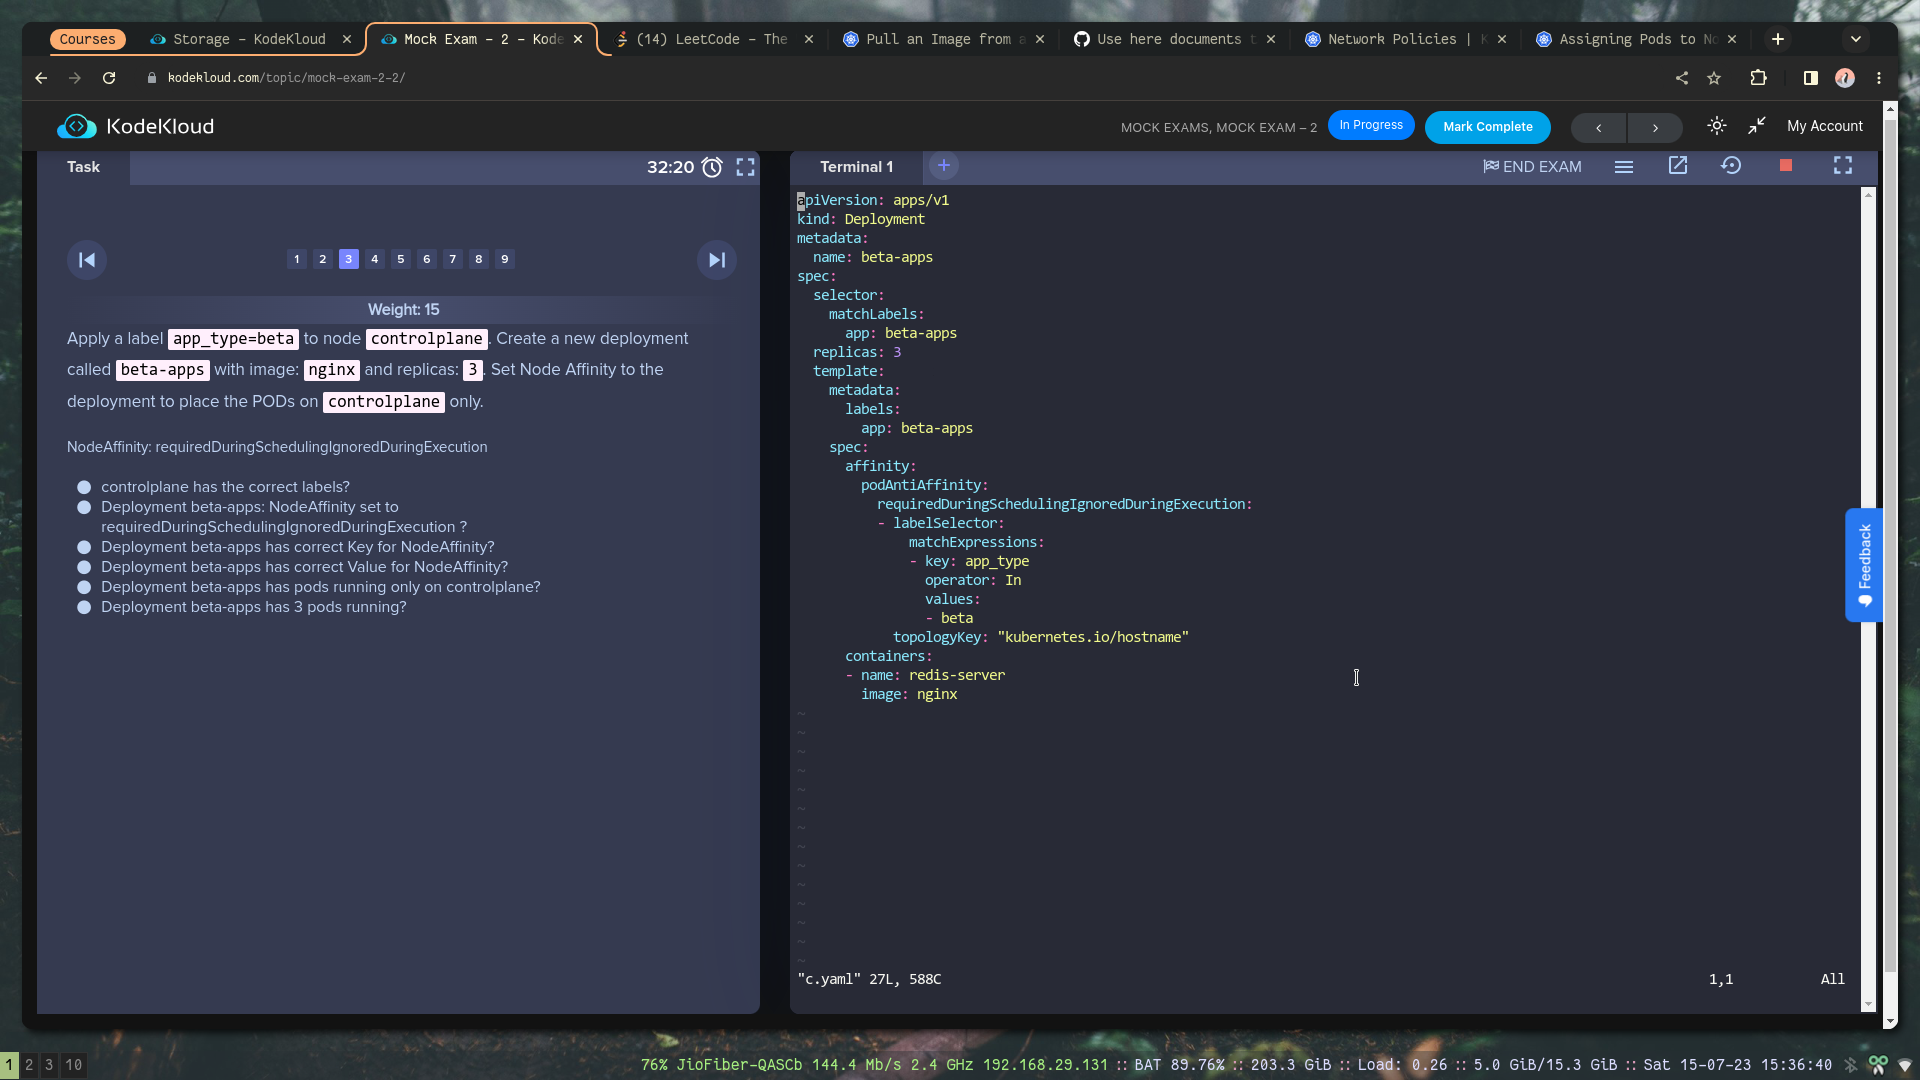 Courses
Storage – KodeKloud
Mock Exam – 2 – Kode
(14) LeetCode – The
Pull an Image from a
Use here documents t
Network Policies | K
Assigning Pods to No
kodekloud.com/topic/mock-exam-2-2/
KodeKloud
MOCK EXAMS, MOCK EXAM – 2
In Progress
Mark Complete
My Account
Task
32:20
Terminal 1
END EXAM
1 2 3 4 5 6 7 8 9
Weight: 15
Apply a label app_type=beta to node controlplane. Create a new deployment
called beta-apps with image: nginx and replicas: 3. Set Node Affinity to the
deployment to place the PODs on controlplane only.
NodeAffinity: requiredDuringSchedulingIgnoredDuringExecution
controlplane has the correct labels?
Deployment beta-apps: NodeAffinity set to
requiredDuringSchedulingIgnoredDuringExecution ?
Deployment beta-apps has correct Key for NodeAffinity?
Deployment beta-apps has correct Value for NodeAffinity?
Deployment beta-apps has pods running only on controlplane?
Deployment beta-apps has 3 pods running?
apiVersion: apps/v1
kind: Deployment
metadata:
  name: beta-apps
spec:
  selector:
    matchLabels:
      app: beta-apps
  replicas: 3
  template:
    metadata:
      labels:
        app: beta-apps
    spec:
      affinity:
        podAntiAffinity:
          requiredDuringSchedulingIgnoredDuringExecution:
          - labelSelector:
              matchExpressions:
              - key: app_type
                operator: In
                values:
                - beta
            topologyKey: "kubernetes.io/hostname"
      containers:
      - name: redis-server
        image: nginx
~
~
~
~
~
~
~
~
~
~
~
~
~
~
"c.yaml" 27L, 588C
1,1
All
Feedback
1 2 3 10
76% JioFiber-QASCb 144.4 Mb/s 2.4 GHz 192.168.29.131 :: BAT 89.76% :: 203.3 GiB :: Load: 0.26 :: 5.0 GiB/15.3 GiB :: Sat 15-07-23 15:36:40